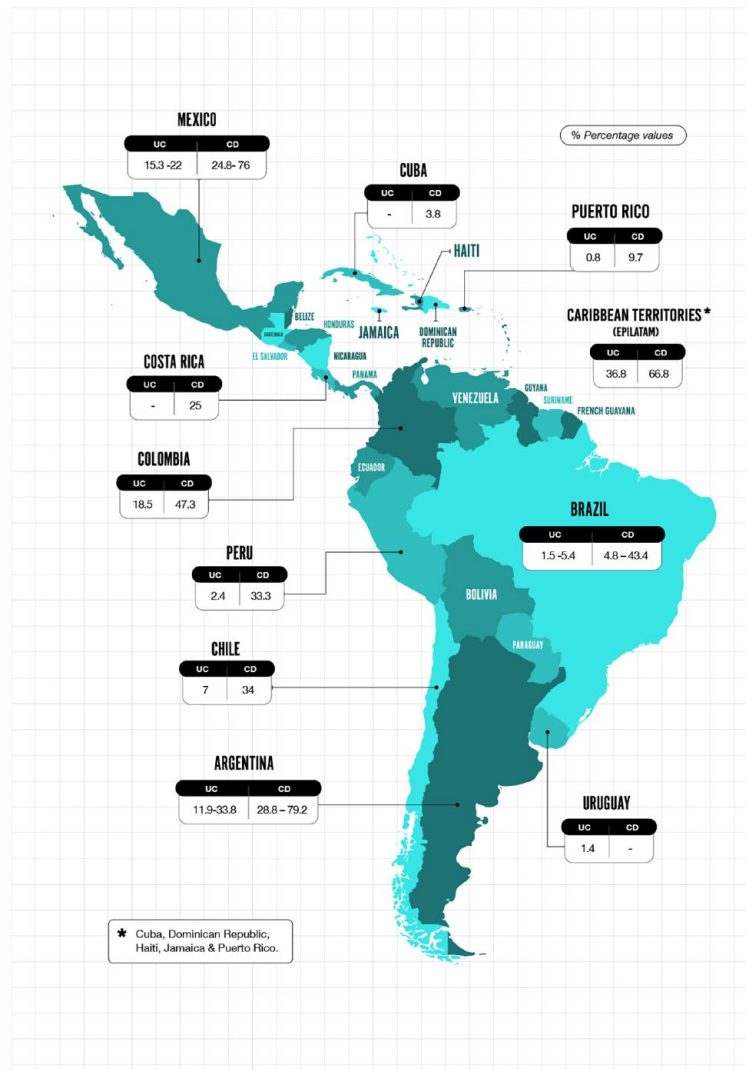 MEXICO
UC CD
15.3 -22 24.8- 76
% Percentage values
CUBA
UC CD
- 3.8
PUERTO RICO
UC CD
0.8 9.7
HAITI
BELIZE
HONDURAS
GUATEMALA
JAMAICA
DOMINICAN
REPUBLIC
CARIBBEAN TERRITORIES *
(EPILATAM)
UC CD
36.8 66.8
EL SALVADOR
NICARAGUA
PANAMA
COSTA RICA
UC CD
- 25
VENEZUELA
GUYANA
SURINAME
FRENCH GUAYANA
COLOMBIA
UC CD
18.5 47.3
ECUADOR
BRAZIL
UC CD
1.5 -5.4 4.8 – 43.4
PERU
UC CD
2.4 33.3
BOLIVIA
PARAGUAY
CHILE
UC CD
7 34
ARGENTINA
UC CD
11.9-33.8 28.8 – 79.2
URUGUAY
UC CD
1.4 -
* Cuba, Dominican Republic,
Haiti, Jamaica & Puerto Rico.